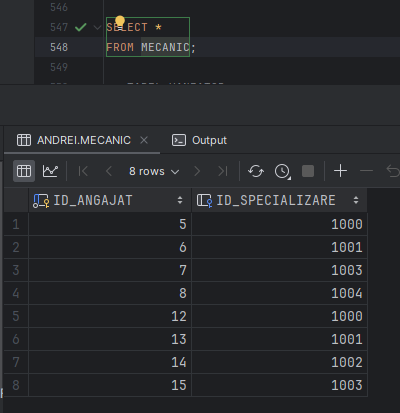 546
547 SELECT *
548 FROM MECANIC;
549
ANDREI.MECANIC × Output
8 rows
ID_ANGAJAT ID_SPECIALIZARE
1 5 1000
2 6 1001
3 7 1003
4 8 1004
5 12 1000
6 13 1001
7 14 1002
8 15 1003